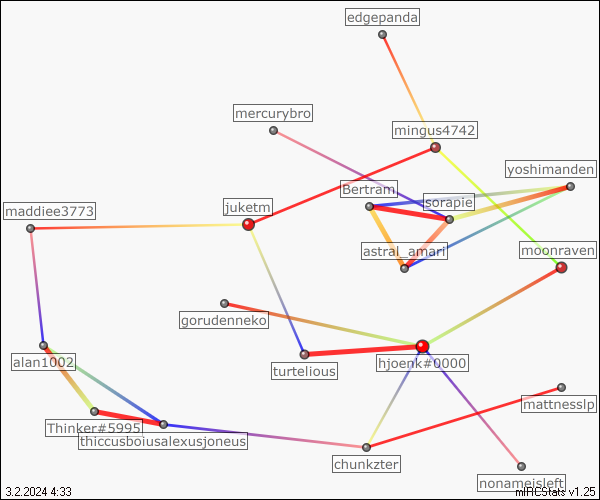 edgepanda
mercurybro
mingus4742
yoshimanden
Bertram
sorapie
maddiee3773
juketm
astral_amari
moonraven
gorudenneko
alan1002
turtelious
hjoenk#0000
mattnesslp
Thinker#5995
thiccusboiusalexusjoneus
chunkzter
nonameisleft
3.2.2024 4:33
mIRCStats v1.25